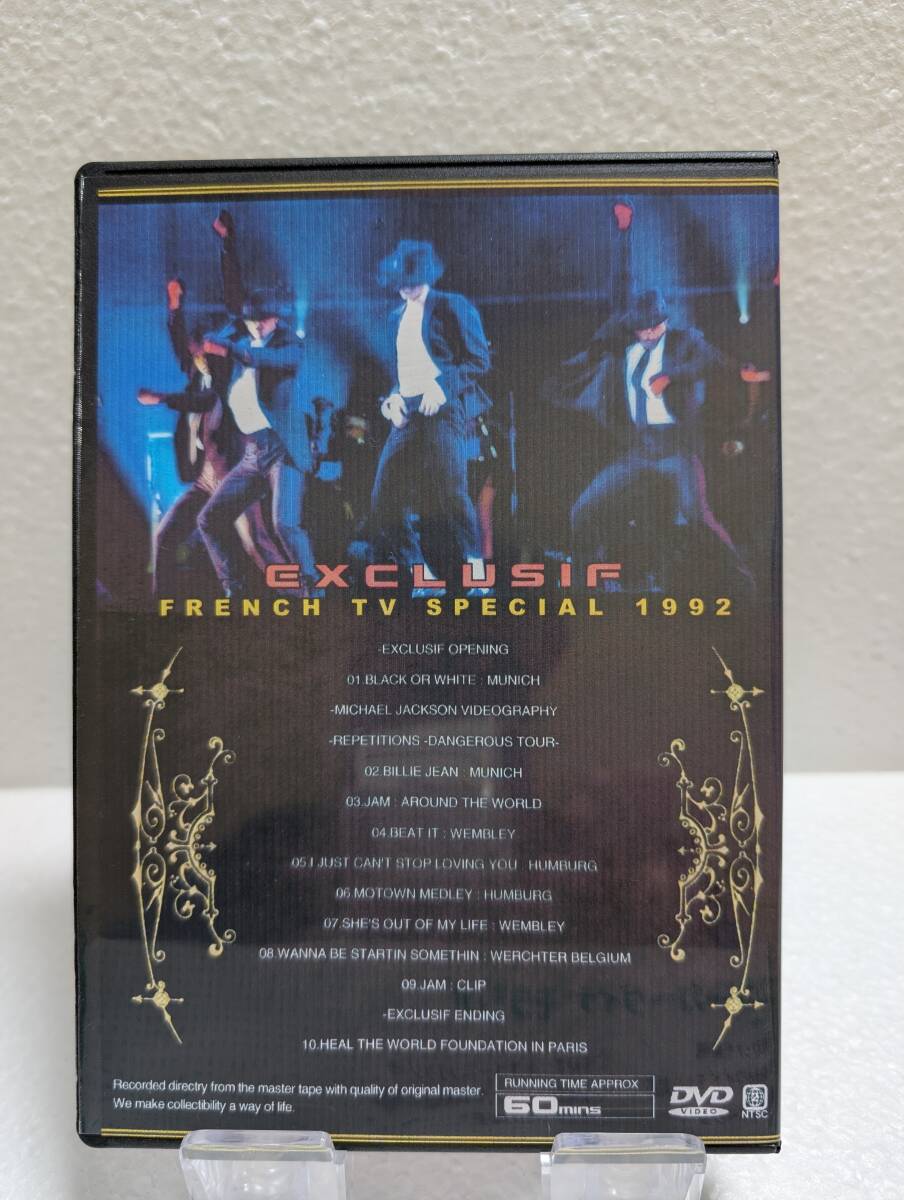 EXCLUSIF
FRENCH TV SPECIAL 1992
-EXCLUSIF OPENING
01.BLACK OR WHITE : MUNICH
-MICHAEL JACKSON VIDEOGRAPHY
-REPETITIONS -DANGEROUS TOUR-
02.BILLIE JEAN : MUNICH
03.JAM : AROUND THE WORLD
04.BEAT IT : WEMBLEY
05.I JUST CAN'T STOP LOVING YOU : HUMBURG
06.MOTOWN MEDLEY : HUMBURG
07.SHE'S OUT OF MY LIFE : WEMBLEY
08.WANNA BE STARTIN SOMETHIN : WERCHTER BELGIUM
09.JAM : CLIP
-EXCLUSIF ENDING
10.HEAL THE WORLD FOUNDATION IN PARIS
Recorded directry from the master tape with quality of original master.
We make collectibility a way of life.
RUNNING TIME APPROX
60mins
DVD
VIDEO
2
NTSC